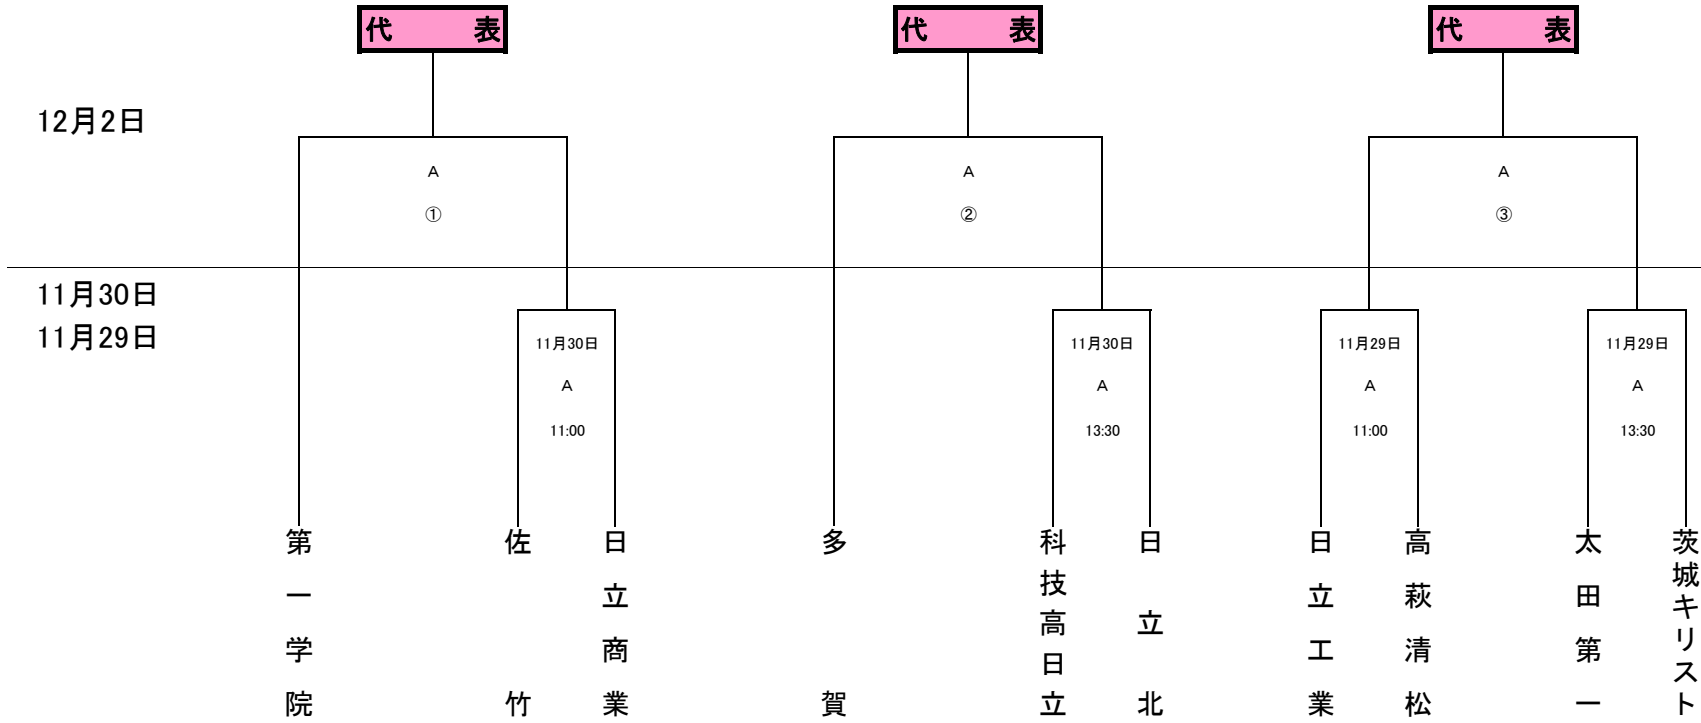 代 表
代 表
代 表
12月2日
A
A
A
①
②
③
11月30日
11月29日
11月30日
11月30日
11月29日
11月29日
A
A
A
A
11:00
13:30
11:00
13:30
第一学院
佐竹
日立商業
多賀
科技高日立
日立北
日立工業
高萩清松
太田第一
茨城キリスト